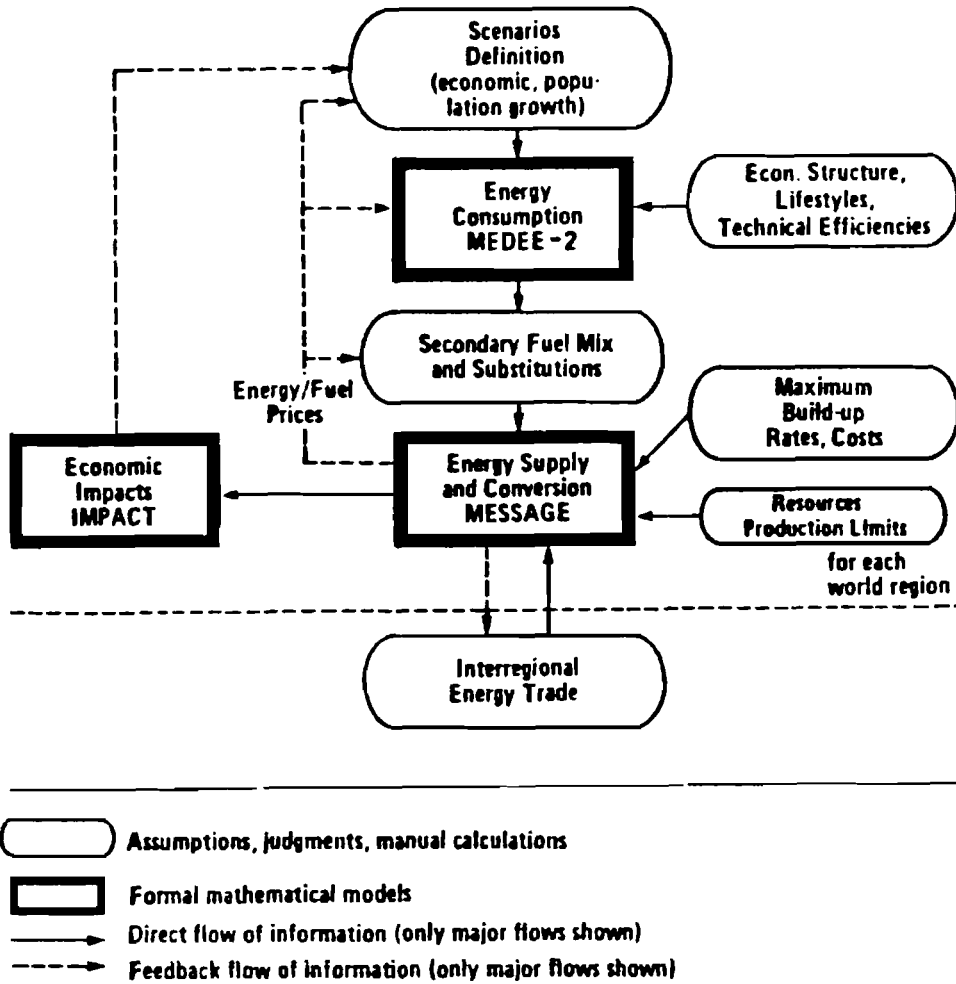 Scenarios
Definition
(economic, popu-
lation growth)
Energy
Consumption
MEDEE-2
Econ. Structure,
Lifestyles,
Technical Efficiencies
Secondary Fuel Mix
and Substitutions
Energy/Fuel
Prices
Maximum
Build-up
Rates, Costs
Economic
Impacts
IMPACT
Energy Supply
and Conversion
MESSAGE
Resources
Production Limits
for each
world region
Interregional
Energy Trade
Assumptions, judgments, manual calculations
Formal mathematical models
Direct flow of information (only major flows shown)
Feedback flow of information (only major flows shown)